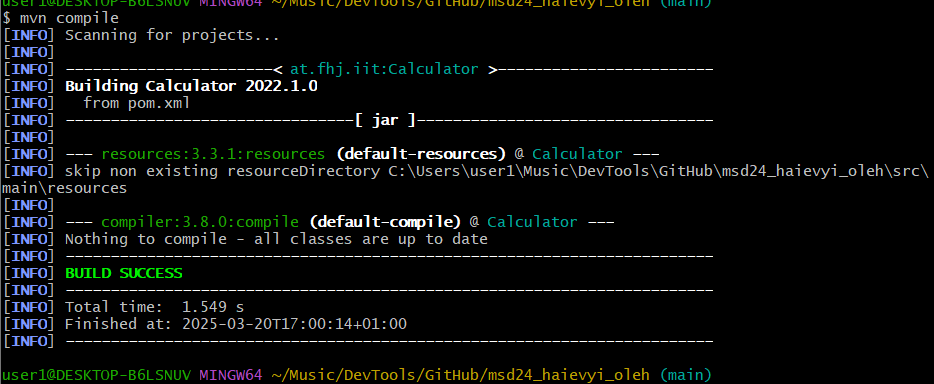 user1@DESKTOP-B6LSNUV MINGW64 ~/Music/DevTools/GitHub/msd24_haievyi_oleh (main)
$ mvn compile
[INFO] Scanning for projects...
[INFO]
[INFO] -----------------------< at.fhj.iit:Calculator >------------------------
[INFO] Building Calculator 2022.1.0
[INFO]   from pom.xml
[INFO] --------------------------------[ jar ]---------------------------------
[INFO]
[INFO] --- resources:3.3.1:resources (default-resources) @ Calculator ---
[INFO] skip non existing resourceDirectory C:\Users\user1\Music\DevTools\GitHub\msd24_haievyi_oleh\src\
main\resources
[INFO]
[INFO] --- compiler:3.8.0:compile (default-compile) @ Calculator ---
[INFO] Nothing to compile - all classes are up to date
[INFO] ------------------------------------------------------------------------
[INFO] BUILD SUCCESS
[INFO] ------------------------------------------------------------------------
[INFO] Total time:  1.549 s
[INFO] Finished at: 2025-03-20T17:00:14+01:00
[INFO] ------------------------------------------------------------------------
user1@DESKTOP-B6LSNUV MINGW64 ~/Music/DevTools/GitHub/msd24_haievyi_oleh (main)